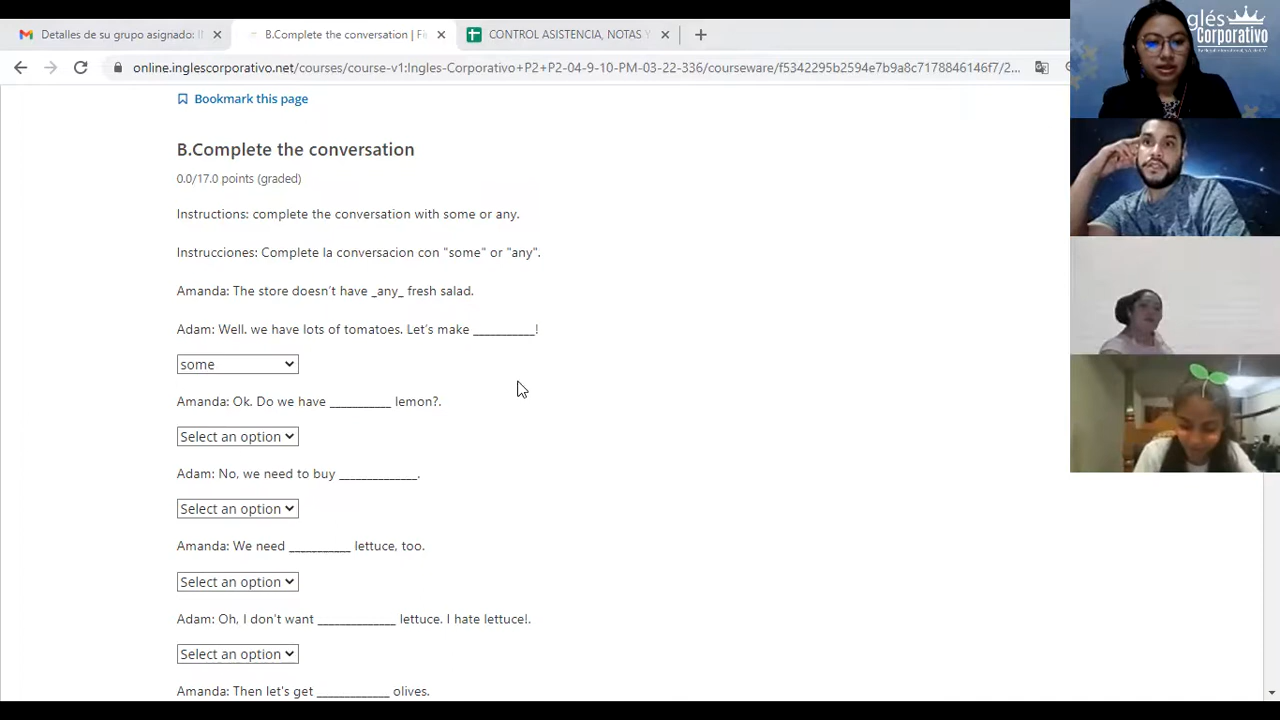 Detalles de su grupo asignado: I
B.Complete the conversation | Fi
CONTROL ASISTENCIA, NOTAS Y
online.inglescorporativo.net/courses/course-v1:Ingles-Corporativo+P2+P2-04-9-10-PM-03-22-336/courseware/f5342295b2594e7b9a8c7178846146f7/2...
glés
Corporativo
Bookmark this page
B.Complete the conversation
0.0/17.0 points (graded)
Instructions: complete the conversation with some or any.
Instrucciones: Complete la conversacion con "some" or "any".
Amanda: The store doesn't have _any_ fresh salad.
Adam: Well. we have lots of tomatoes. Let's make ___________!
some
Amanda: Ok. Do we have ___________ lemon?.
Select an option
Adam: No, we need to buy ______________.
Select an option
Amanda: We need ___________ lettuce, too.
Select an option
Adam: Oh, I don't want ______________ lettuce. I hate lettuce!.
Select an option
Amanda: Then let's get _____________ olives.